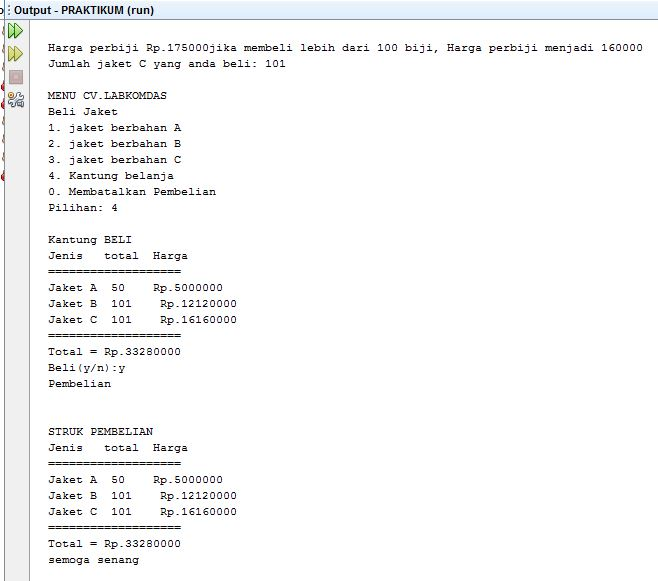 Output - PRAKTIKUM (run)
Harga perbiji Rp.175000jika membeli lebih dari 100 biji, Harga perbiji menjadi 160000
Jumlah jaket C yang anda beli: 101
MENU CV.LABKOMDAS
Beli Jaket
1. jaket berbahan A
2. jaket berbahan B
3. jaket berbahan C
4. Kantung belanja
0. Membatalkan Pembelian
Pilihan: 4
Kantung BELI
Jenis   total  Harga
===================
Jaket A  50    Rp.5000000
Jaket B  101    Rp.12120000
Jaket C  101    Rp.16160000
===================
Total = Rp.33280000
Beli(y/n):y
Pembelian
STRUK PEMBELIAN
Jenis   total  Harga
===================
Jaket A  50    Rp.5000000
Jaket B  101    Rp.12120000
Jaket C  101    Rp.16160000
===================
Total = Rp.33280000
semoga senang